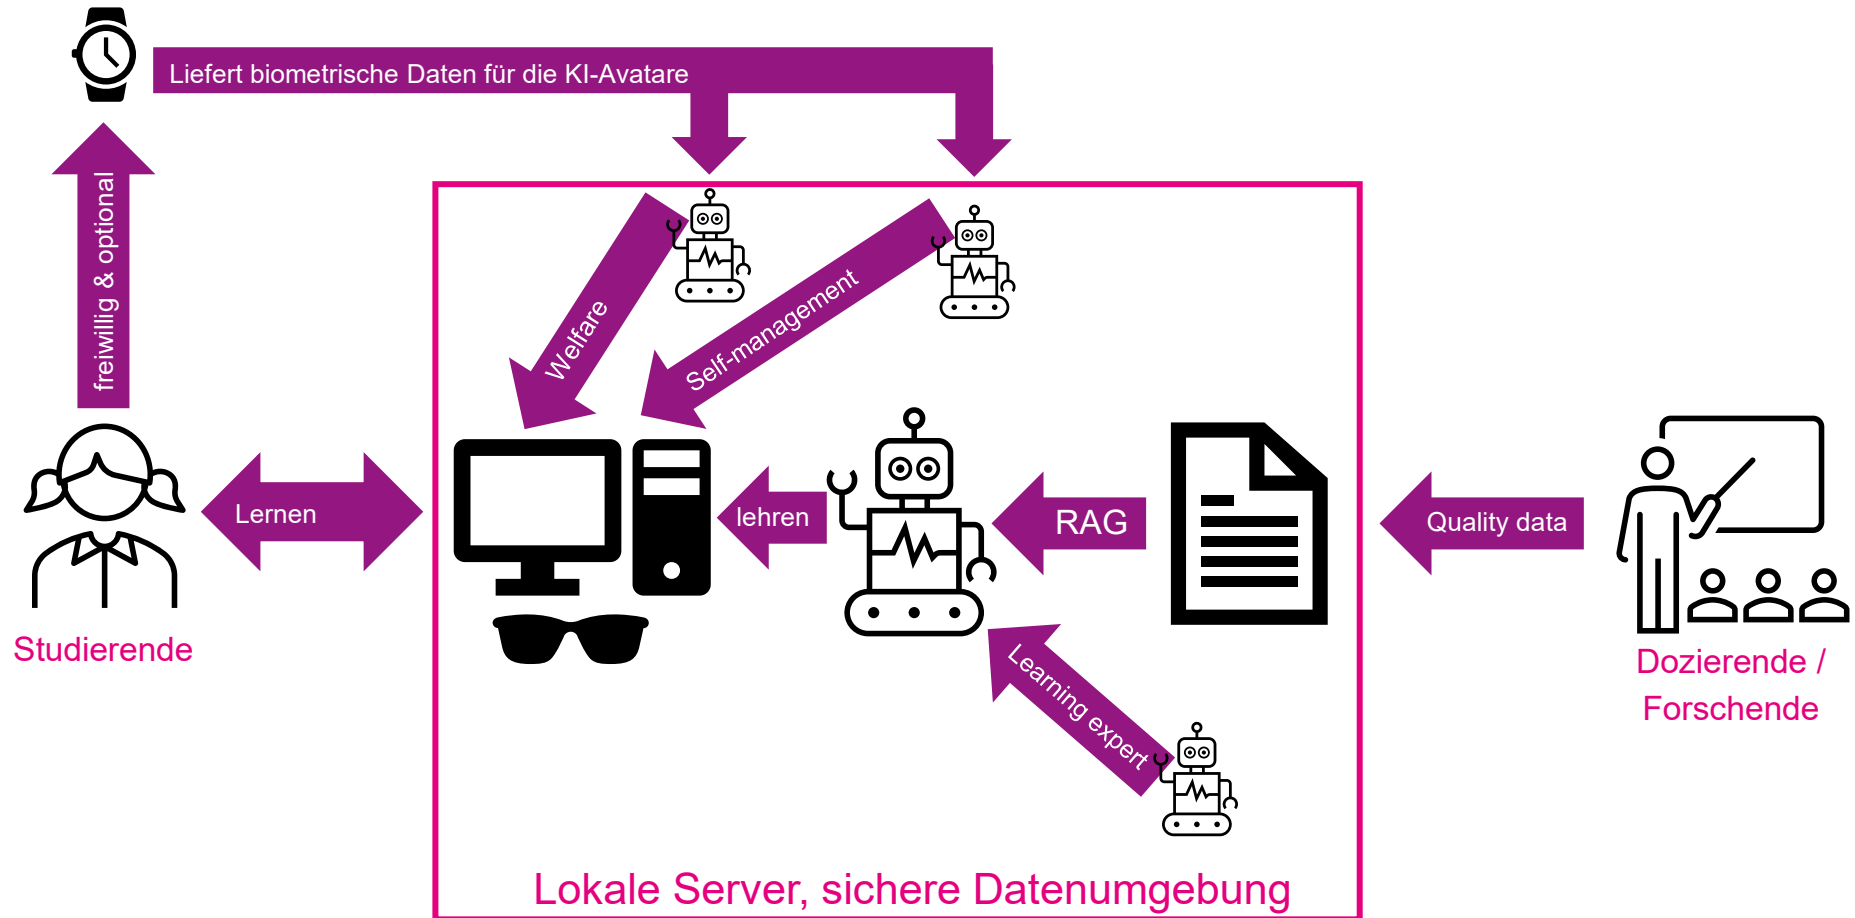 Liefert biometrische Daten für die KI-Avatare
freiwillig & optional
Welfare
Self-management
Lernen
lehren
RAG
Quality data
Learning expert
Studierende
Dozierende /
Forschende
Lokale Server, sichere Datenumgebung